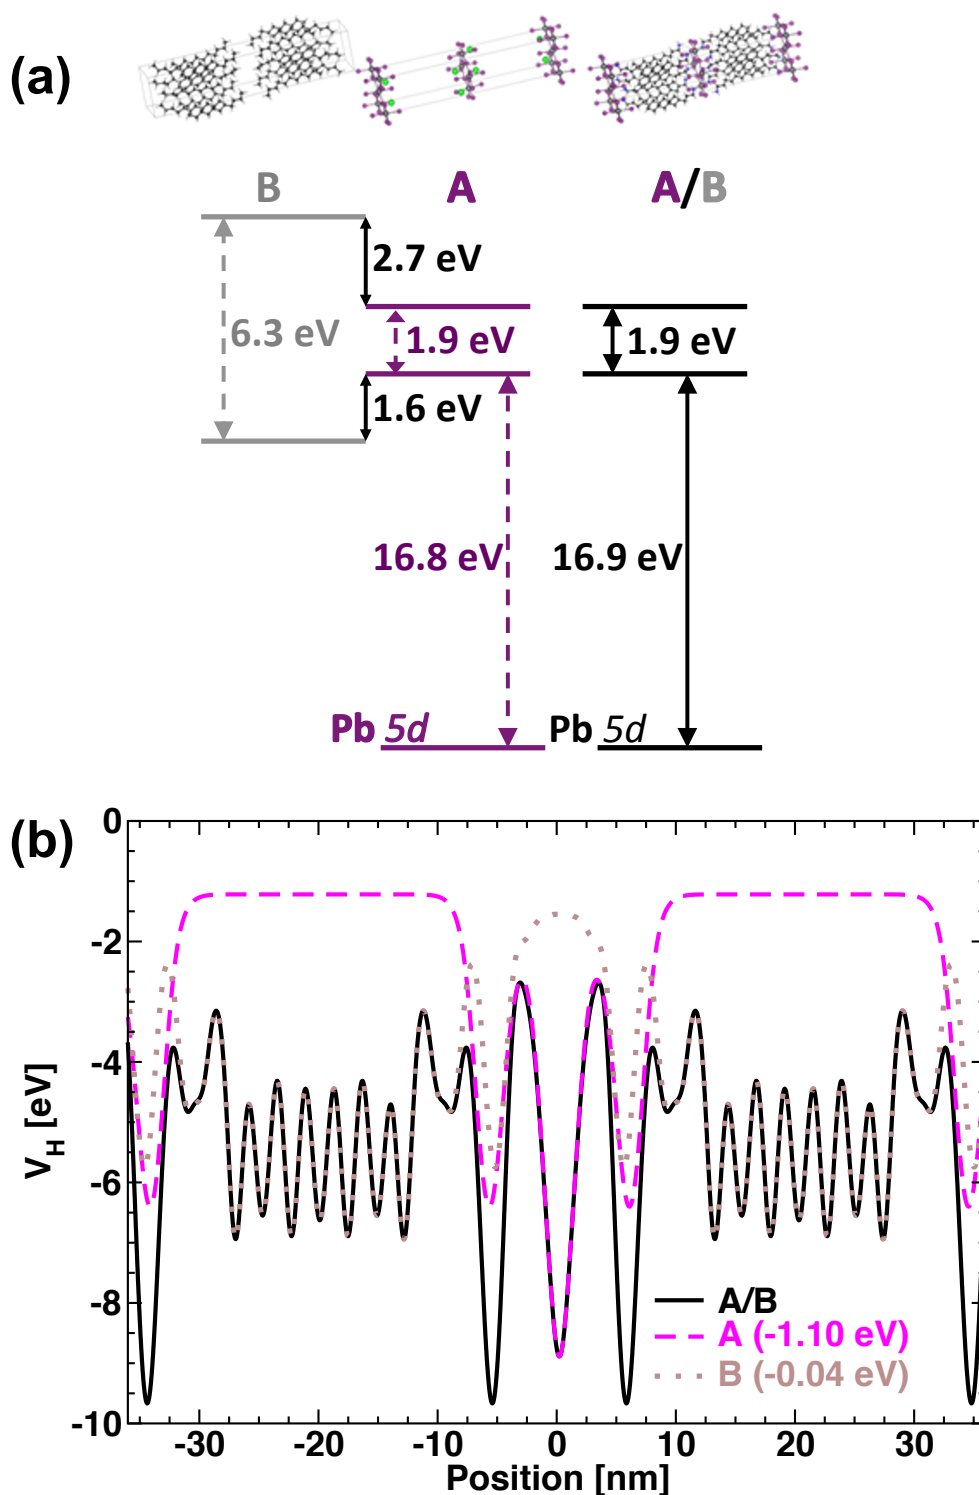 (a)
B A A/B
2.7 eV
6.3 eV 1.9 eV 1.9 eV
1.6 eV
16.8 eV 16.9 eV
Pb 5d Pb 5d
(b)
0
-2
-4
-6
-8
-10
V_H [eV]
A/B
A (-1.10 eV)
B (-0.04 eV)
-30 -20 -10 0 10 20 30
Position [nm]